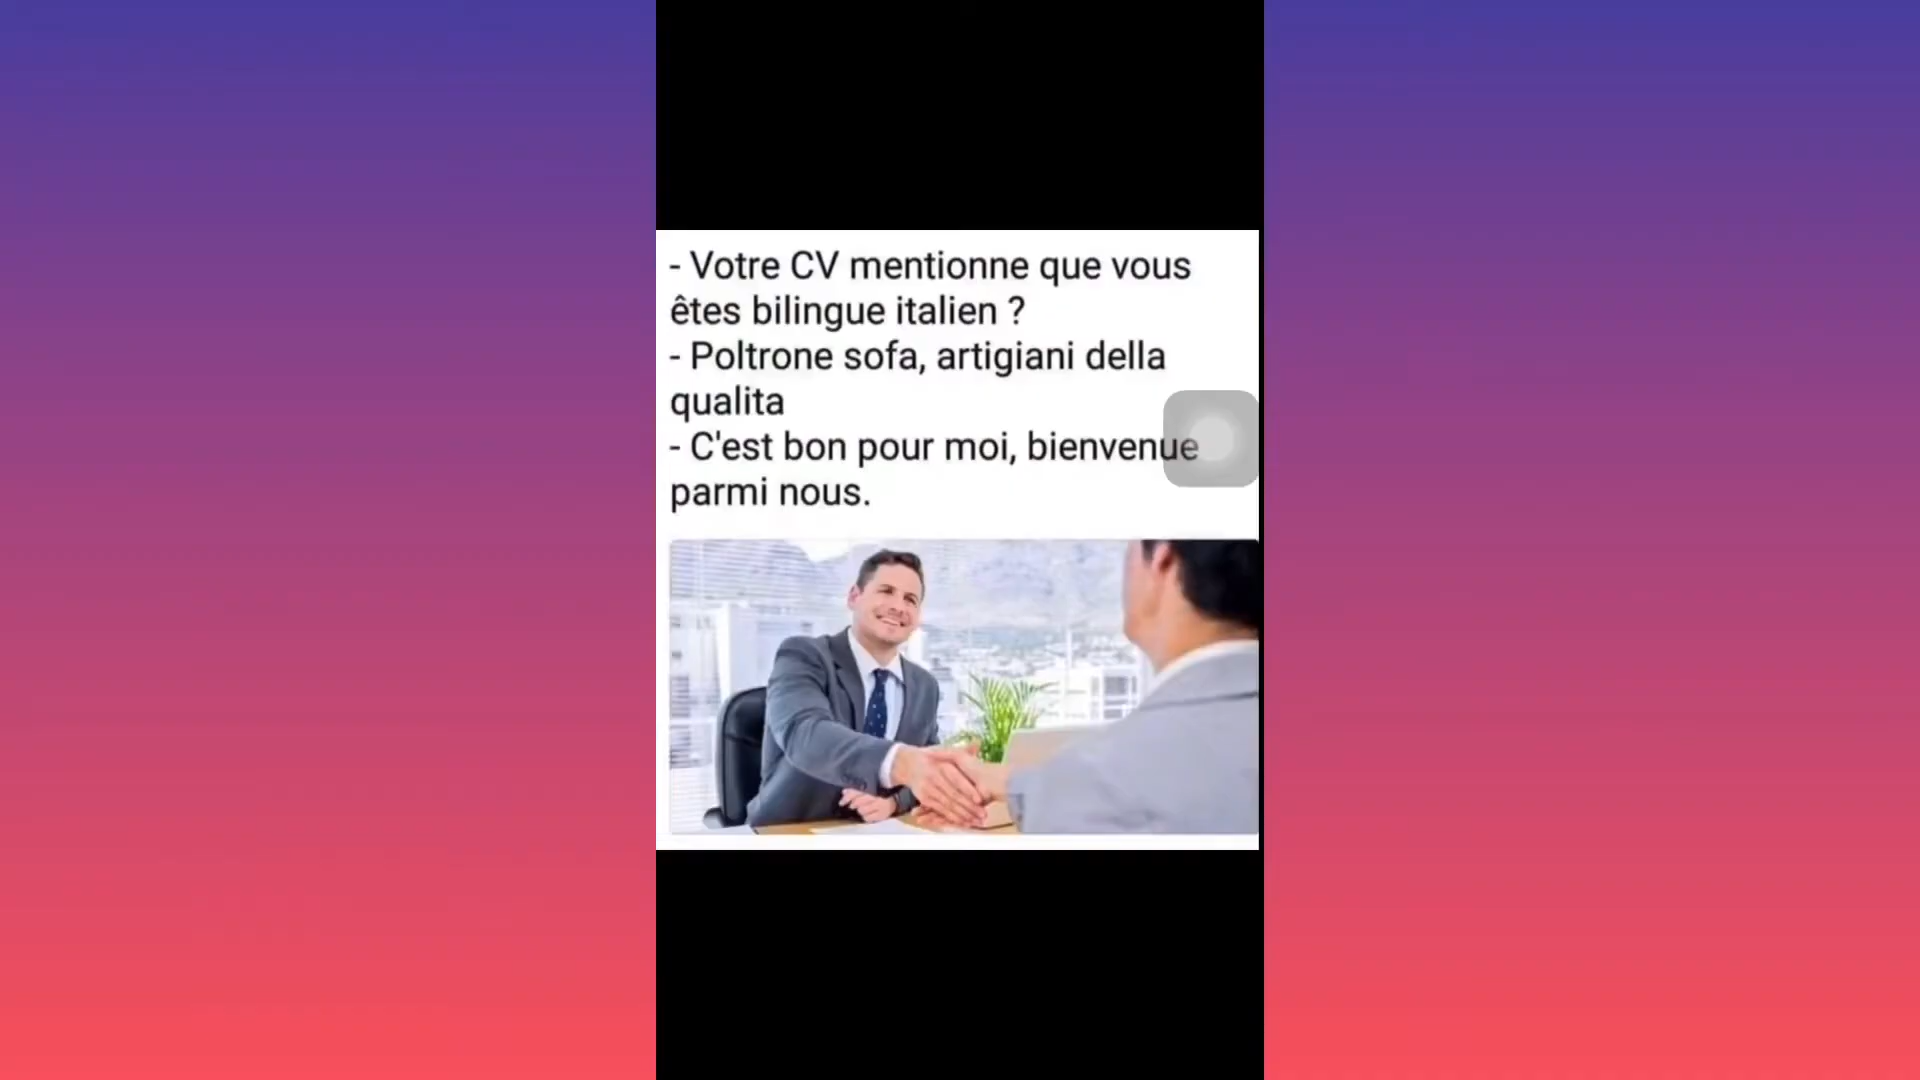 - Votre CV mentionne que vous
êtes bilingue italien ?
- Poltrone sofa, artigiani della
qualita
- C'est bon pour moi, bienvenue
parmi nous.